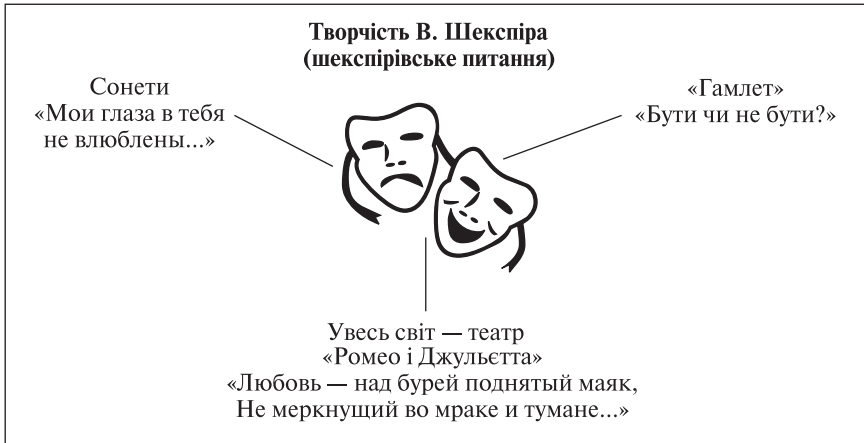 Творчість В. Шекспіра
(шекспірівське питання)
Сонети
«Мои глаза в тебя
не влюблены...»
«Гамлет»
«Бути чи не бути?»
Увесь світ — театр
«Ромео і Джульєтта»
«Любовь — над бурей поднятый маяк,
Не меркнущий во мраке и тумане...»